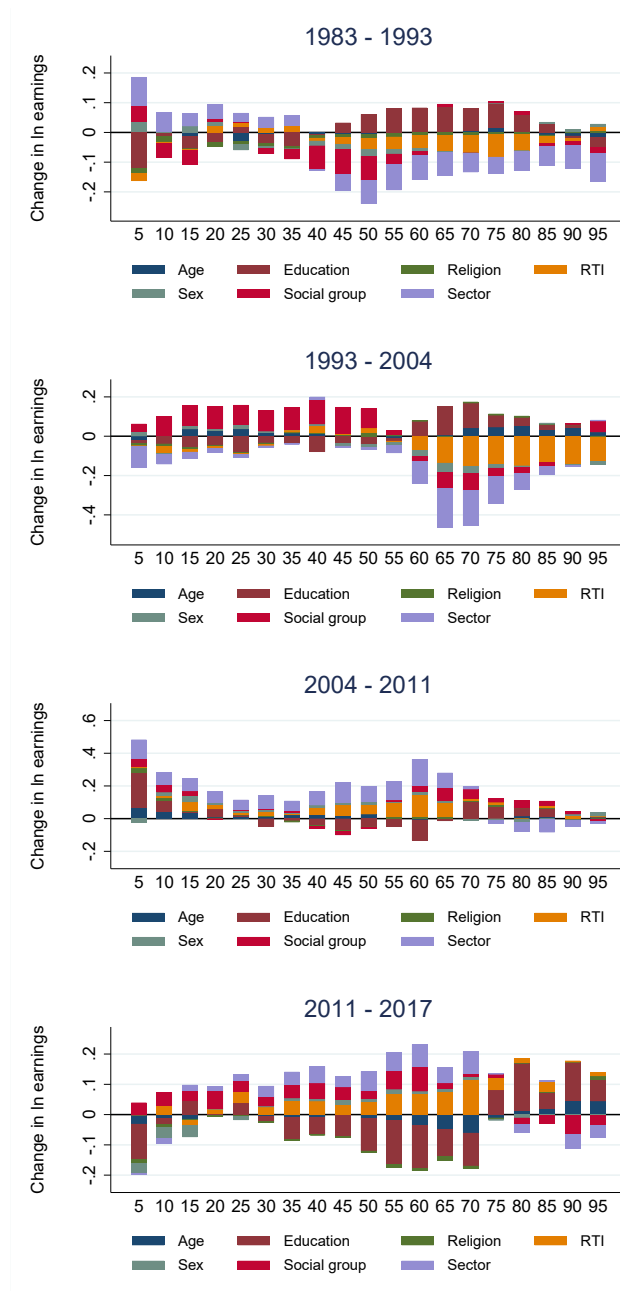 1983 - 1993
Change in ln earnings
.2
.1
0
-.1
-.2
5 10 15 20 25 30 35 40 45 50 55 60 65 70 75 80 85 90 95
Age Education Religion RTI
Sex Social group Sector
1993 - 2004
Change in ln earnings
.2
0
-.2
-.4
5 10 15 20 25 30 35 40 45 50 55 60 65 70 75 80 85 90 95
Age Education Religion RTI
Sex Social group Sector
2004 - 2011
Change in ln earnings
.6
.4
.2
0
-.2
5 10 15 20 25 30 35 40 45 50 55 60 65 70 75 80 85 90 95
Age Education Religion RTI
Sex Social group Sector
2011 - 2017
Change in ln earnings
.2
.1
0
-.1
-.2
5 10 15 20 25 30 35 40 45 50 55 60 65 70 75 80 85 90 95
Age Education Religion RTI
Sex Social group Sector